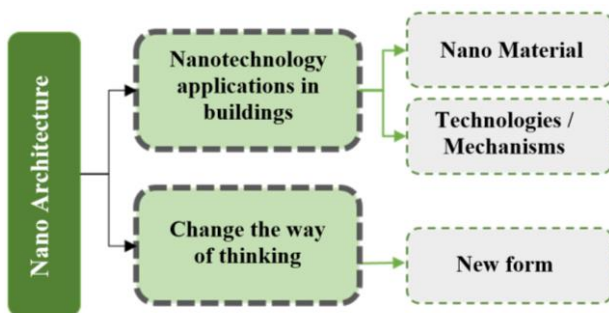 Nano Architecture
Nanotechnology
applications in
buildings
Nano Material
Technologies /
Mechanisms
Change the way
of thinking
New form